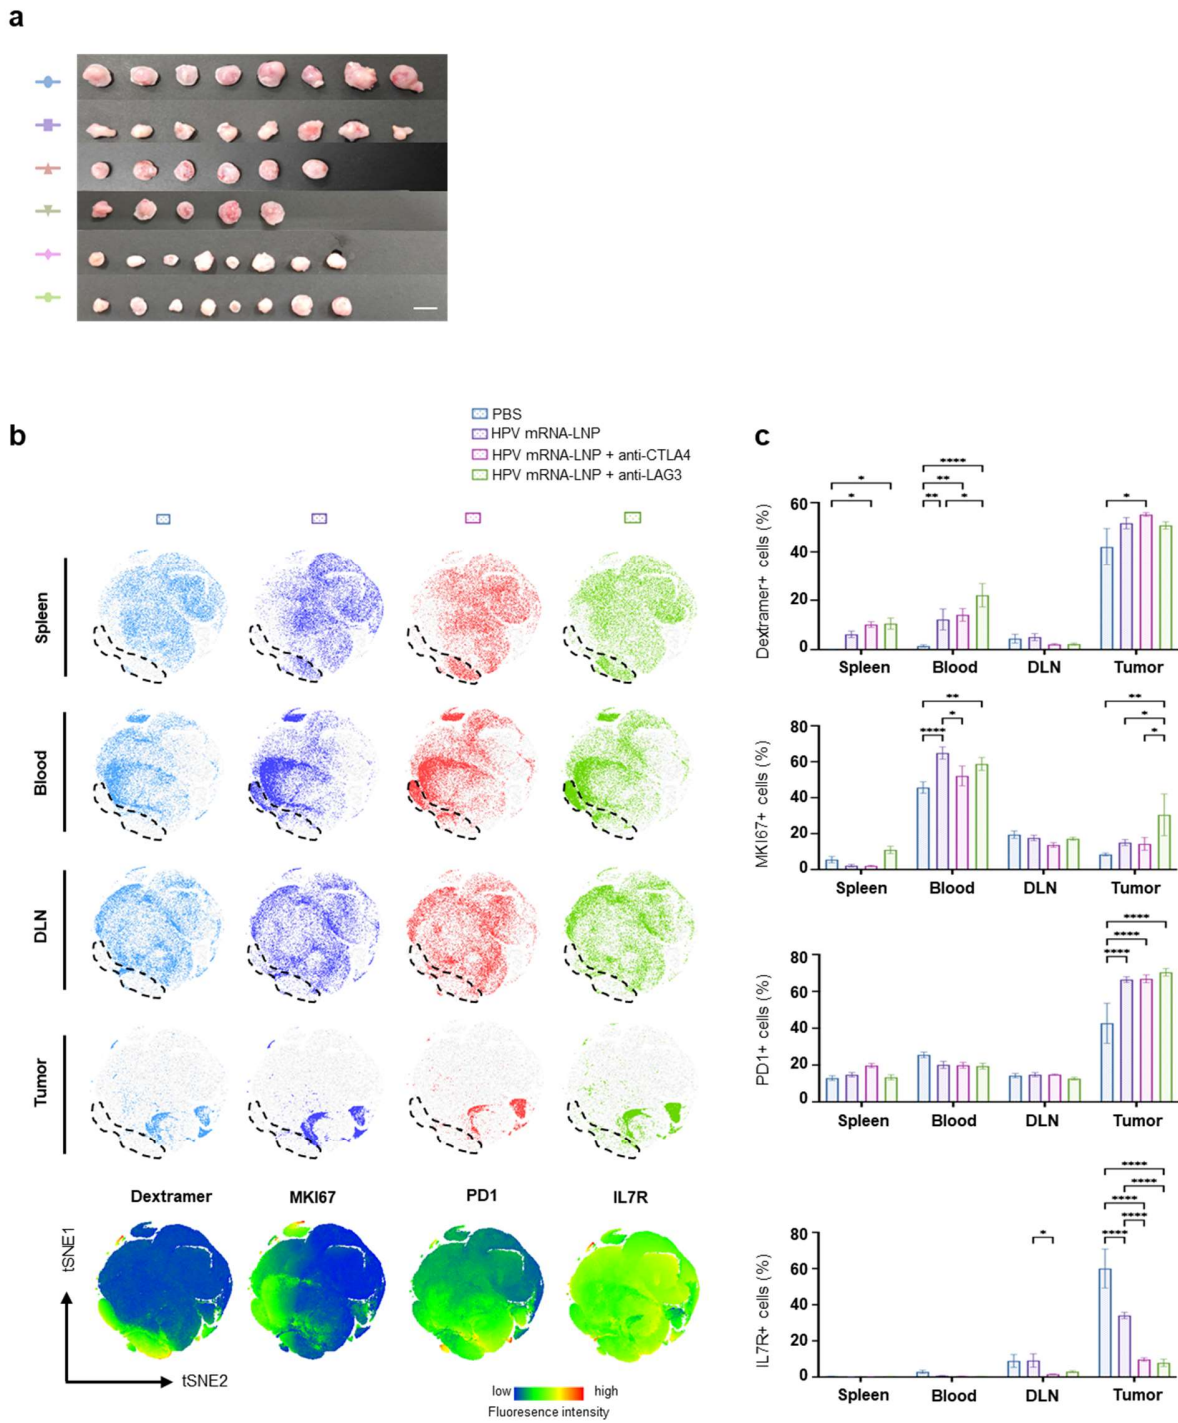 a
b
PBS
HPV mRNA-LNP
HPV mRNA-LNP + anti-CTLA4
HPV mRNA-LNP + anti-LAG3
Spleen
Blood
DLN
Tumor
Dextramer
MKI67
PD1
IL7R
tSNE1
tSNE2
low
high
Fluoresence intensity
c
Dextramer+ cells (%)
60
40
20
0
*
*
****
**
**
*
*
Spleen
Blood
DLN
Tumor
MKI67+ cells (%)
80
60
40
20
0
**
*
****
**
*
*
Spleen
Blood
DLN
Tumor
PD1+ cells (%)
80
60
40
20
0
****
****
****
Spleen
Blood
DLN
Tumor
IL7R+ cells (%)
80
60
40
20
0
*
****
****
****
****
****
Spleen
Blood
DLN
Tumor